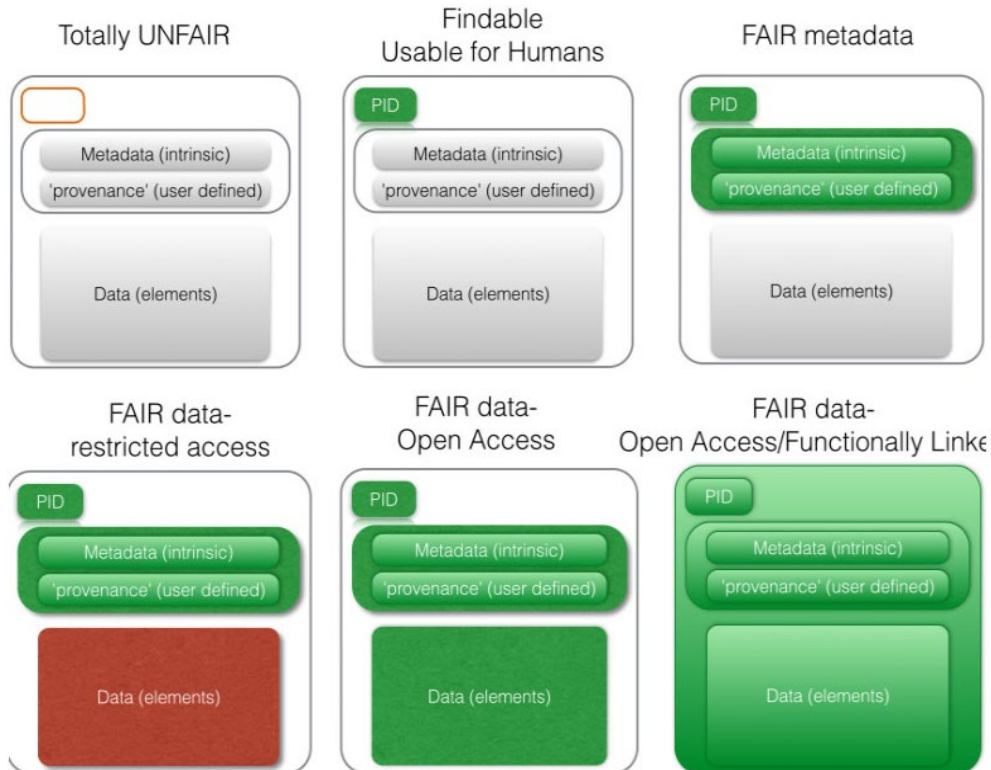 Totally UNFAIR
Metadata (intrinsic)
'provenance' (user defined)
Data (elements)
Findable
Usable for Humans
PID
Metadata (intrinsic)
'provenance' (user defined)
Data (elements)
FAIR metadata
PID
Metadata (intrinsic)
'provenance' (user defined)
Data (elements)
FAIR data-
restricted access
PID
Metadata (intrinsic)
'provenance' (user defined)
Data (elements)
FAIR data-
Open Access
PID
Metadata (intrinsic)
'provenance' (user defined)
Data (elements)
FAIR data-
Open Access/Functionally Linke
PID
Metadata (intrinsic)
'provenance' (user defined)
Data (elements)